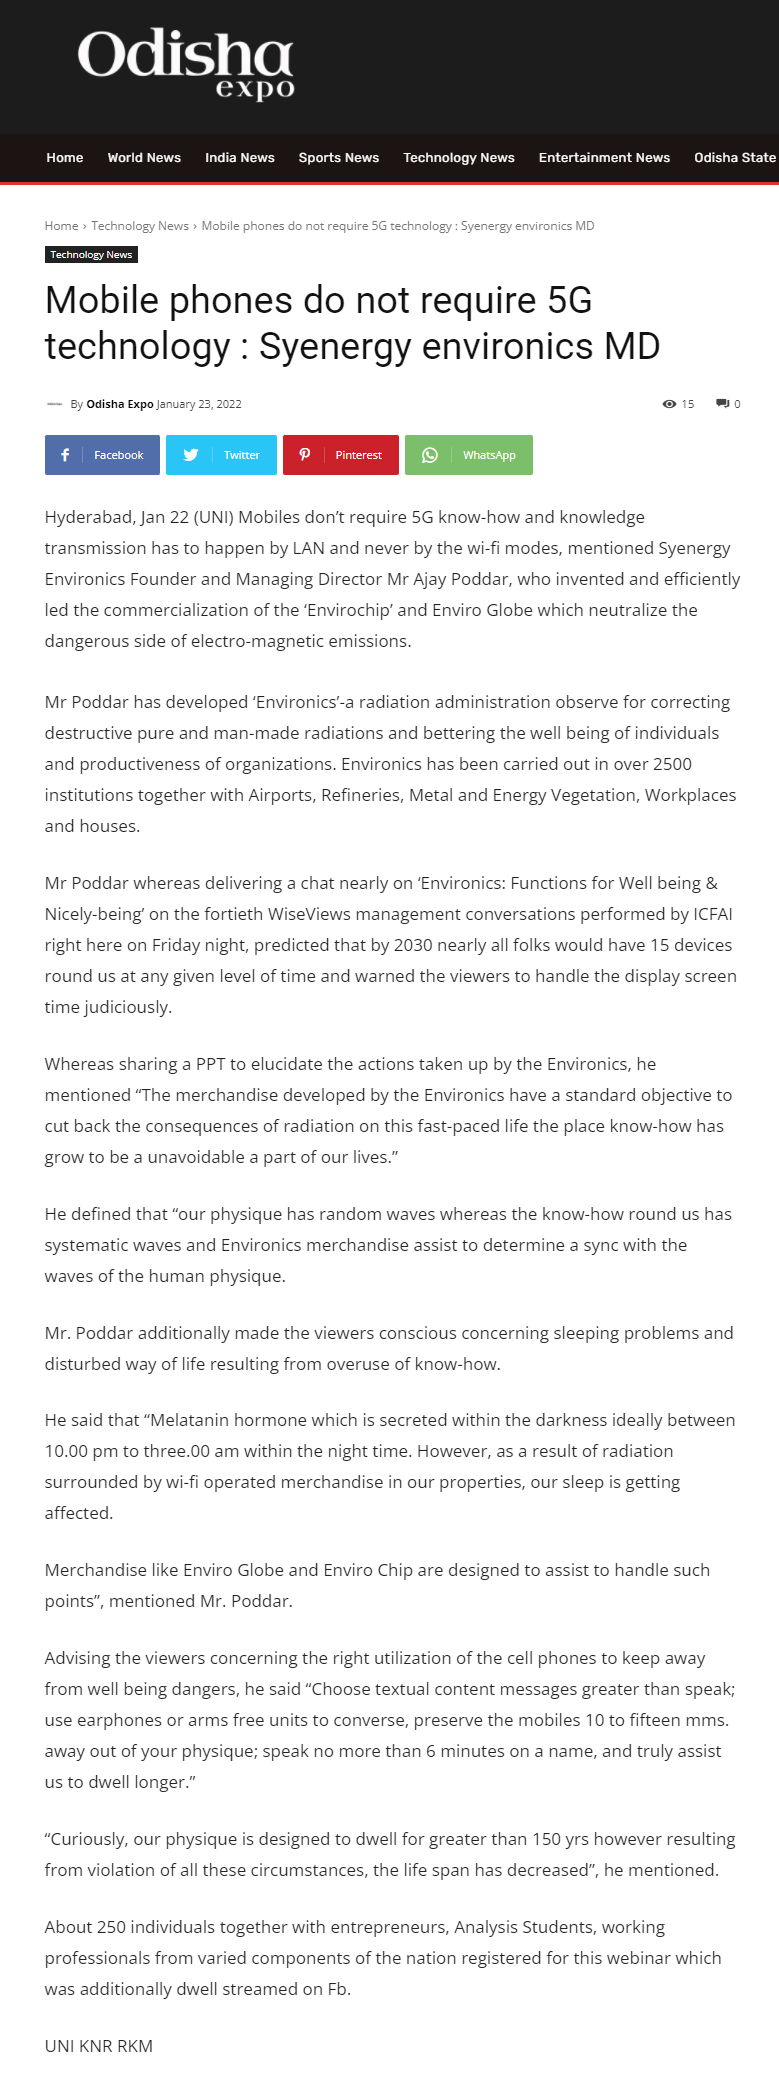 Odisha
expo
Home World News India News Sports News Technology News Entertainment News Odisha State
Home › Technology News › Mobile phones do not require 5G technology : Syenergy environics MD
Technology News
Mobile phones do not require 5G
technology : Syenergy environics MD
By Odisha Expo January 23, 2022 15 0
Facebook Twitter Pinterest WhatsApp
Hyderabad, Jan 22 (UNI) Mobiles don’t require 5G know-how and knowledge
transmission has to happen by LAN and never by the wi-fi modes, mentioned Syenergy
Environics Founder and Managing Director Mr Ajay Poddar, who invented and efficiently
led the commercialization of the ‘Envirochip’ and Enviro Globe which neutralize the
dangerous side of electro-magnetic emissions.
Mr Poddar has developed ‘Environics’-a radiation administration observe for correcting
destructive pure and man-made radiations and bettering the well being of individuals
and productiveness of organizations. Environics has been carried out in over 2500
institutions together with Airports, Refineries, Metal and Energy Vegetation, Workplaces
and houses.
Mr Poddar whereas delivering a chat nearly on ‘Environics: Functions for Well being &
Nicely-being’ on the fortieth WiseViews management conversations performed by ICFAI
right here on Friday night, predicted that by 2030 nearly all folks would have 15 devices
round us at any given level of time and warned the viewers to handle the display screen
time judiciously.
Whereas sharing a PPT to elucidate the actions taken up by the Environics, he
mentioned “The merchandise developed by the Environics have a standard objective to
cut back the consequences of radiation on this fast-paced life the place know-how has
grow to be a unavoidable a part of our lives.”
He defined that “our physique has random waves whereas the know-how round us has
systematic waves and Environics merchandise assist to determine a sync with the
waves of the human physique.
Mr. Poddar additionally made the viewers conscious concerning sleeping problems and
disturbed way of life resulting from overuse of know-how.
He said that “Melatanin hormone which is secreted within the darkness ideally between
10.00 pm to three.00 am within the night time. However, as a result of radiation
surrounded by wi-fi operated merchandise in our properties, our sleep is getting
affected.
Merchandise like Enviro Globe and Enviro Chip are designed to assist to handle such
points”, mentioned Mr. Poddar.
Advising the viewers concerning the right utilization of the cell phones to keep away
from well being dangers, he said “Choose textual content messages greater than speak;
use earphones or arms free units to converse, preserve the mobiles 10 to fifteen mms.
away out of your physique; speak no more than 6 minutes on a name, and truly assist
us to dwell longer.”
“Curiously, our physique is designed to dwell for greater than 150 yrs however resulting
from violation of all these circumstances, the life span has decreased”, he mentioned.
About 250 individuals together with entrepreneurs, Analysis Students, working
professionals from varied components of the nation registered for this webinar which
was additionally dwell streamed on Fb.
UNI KNR RKM